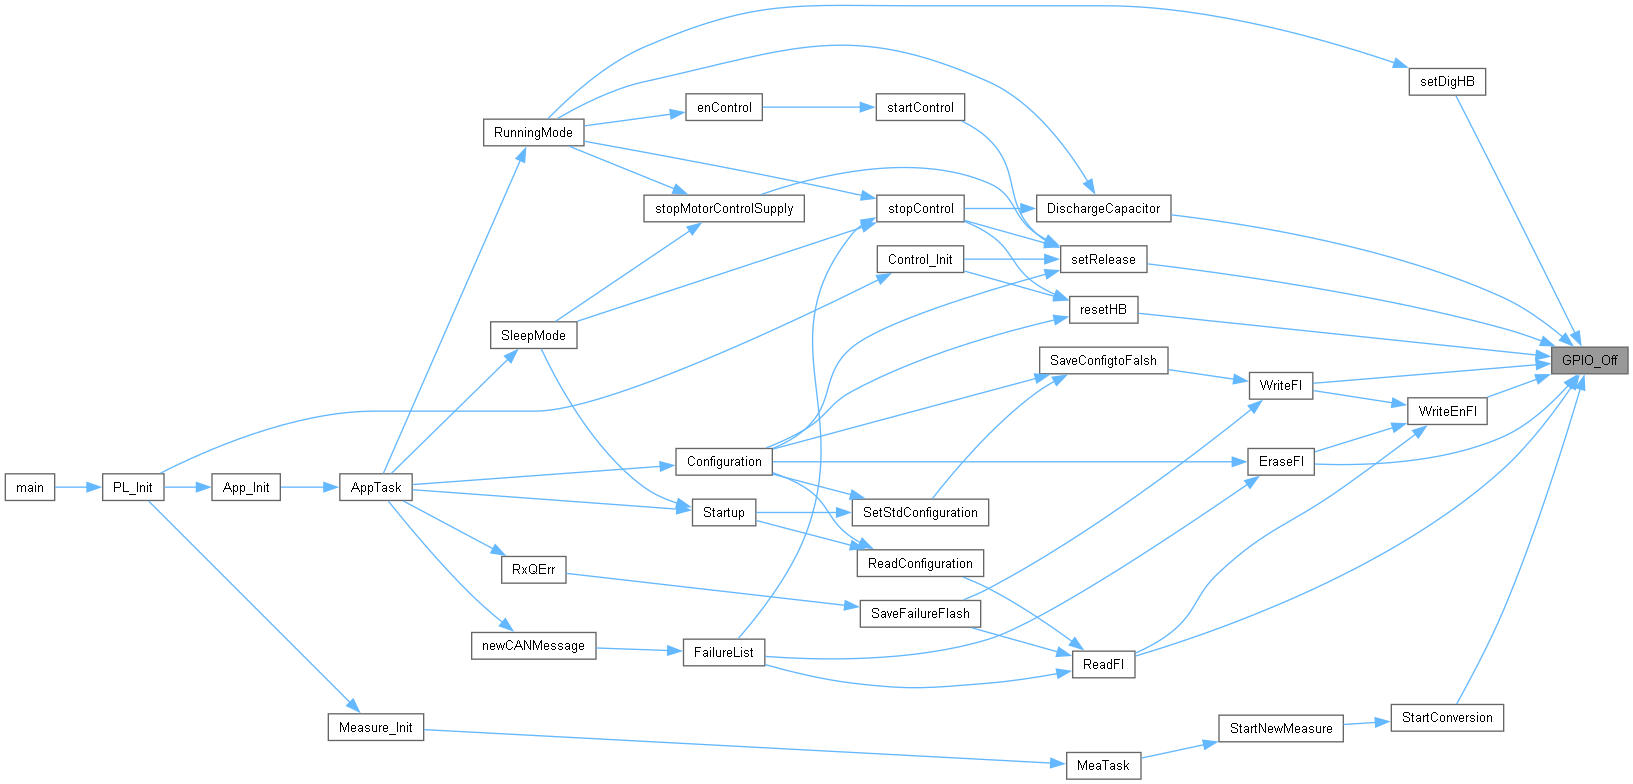 setDigHB
enControl
startControl
RunningMode
stopMotorControlSupply
stopControl
DischargeCapacitor
Control_Init
setRelease
resetHB
SleepMode
SaveConfigtoFalsh
GPIO_Off
WriteFl
WriteEnFl
Configuration
EraseFl
main
PL_Init
App_Init
AppTask
Startup
SetStdConfiguration
RxQErr
ReadConfiguration
SaveFailureFlash
newCANMessage
FailureList
ReadFl
Measure_Init
StartNewMeasure
StartConversion
MeaTask